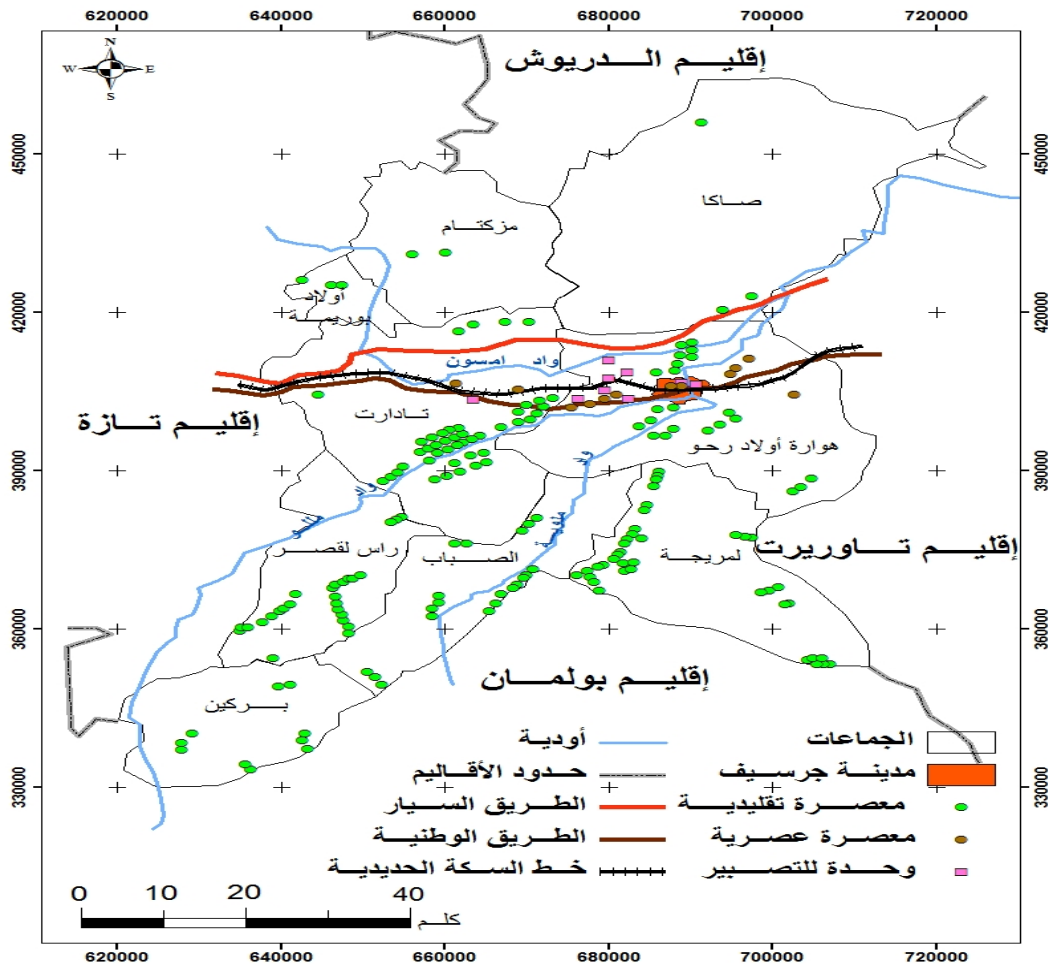 620000 640000 660000 680000 700000 720000
N
W E
S
إقليم الدريوش
450000 450000
صاكا
مزكتام
أولاد
بوريمة
420000 420000
واد امسون
إقليم تازة
تادارت
هوارة أولاد رحو
390000 390000
واد مللو
واد ملوية
راس لقصر
الصباب
لمريجة
إقليم تاوريرت
360000 360000
إقليم بولمان
بركين
الجماعات
أودية
مدينة جرسيف
حدود الأقاليم
330000 330000
معصرة تقليدية
الطريق السيار
معصرة عصرية
الطريق الوطنية
وحدة للتصبير
خط السكة الحديدية
0 10 20 40
كلم
620000 640000 660000 680000 700000 720000